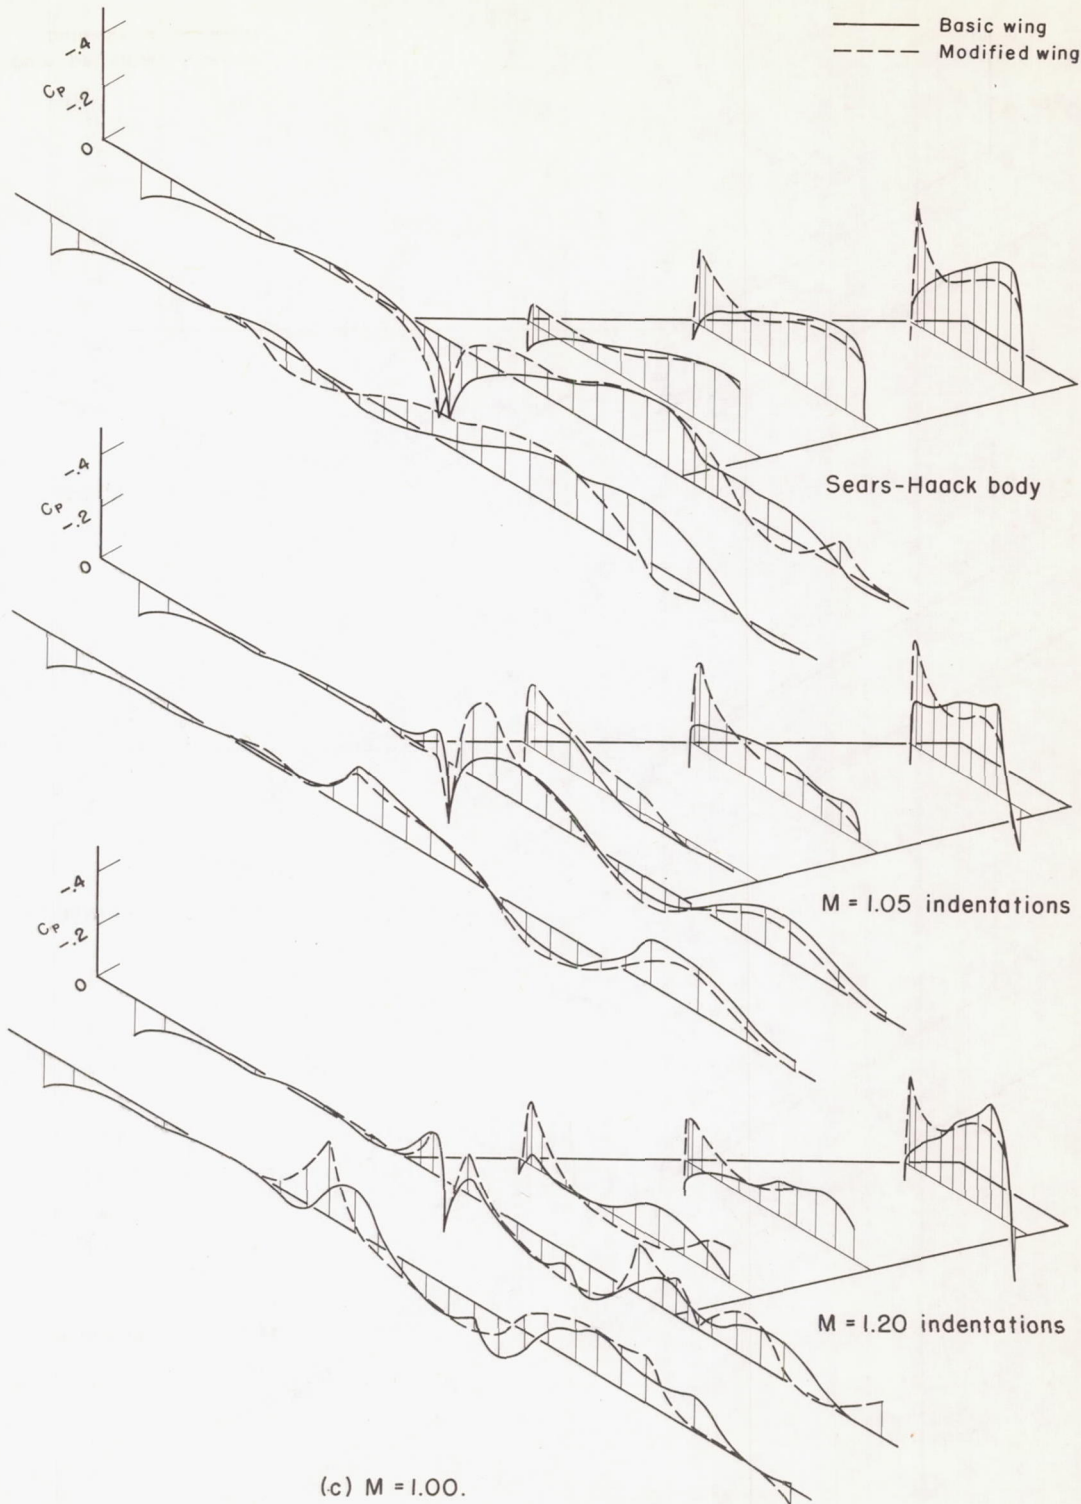 Basic wing
Modified wing
-.4
Cp
-.2
0
Sears-Haack body
-.4
Cp
-.2
0
M = 1.05 indentations
-.4
Cp
-.2
0
M = 1.20 indentations
(c) M = 1.00.